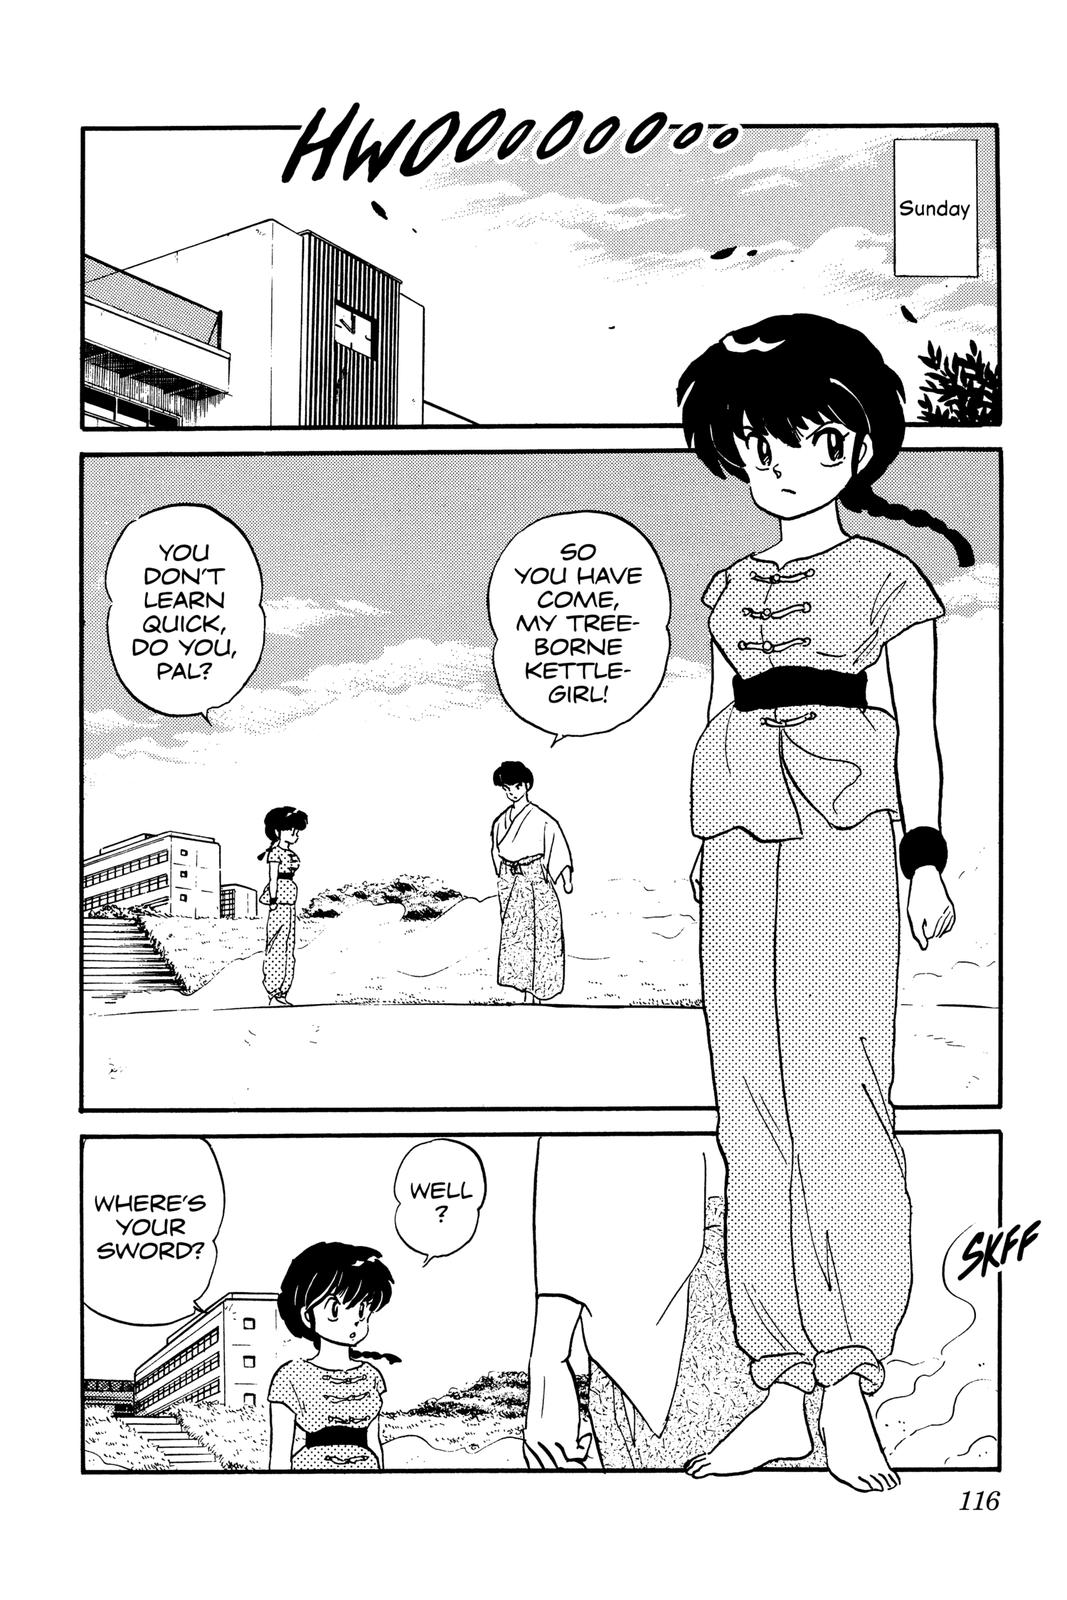 HWOOOOOOOO
Sunday
SO
YOU HAVE
COME,
MY TREE-
BORNE
KETTLE-
GIRL!
YOU
DON'T
LEARN
QUICK,
DO YOU,
PAL?
WELL
?
WHERE'S
YOUR
SWORD?
SKFF
116